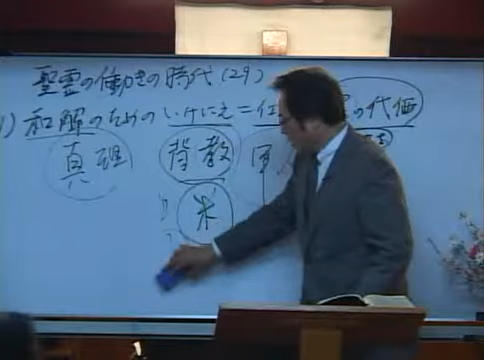 聖霊の働きの時代(29)
1) 和解のためのいけにえ=の代価
真理
背教
米